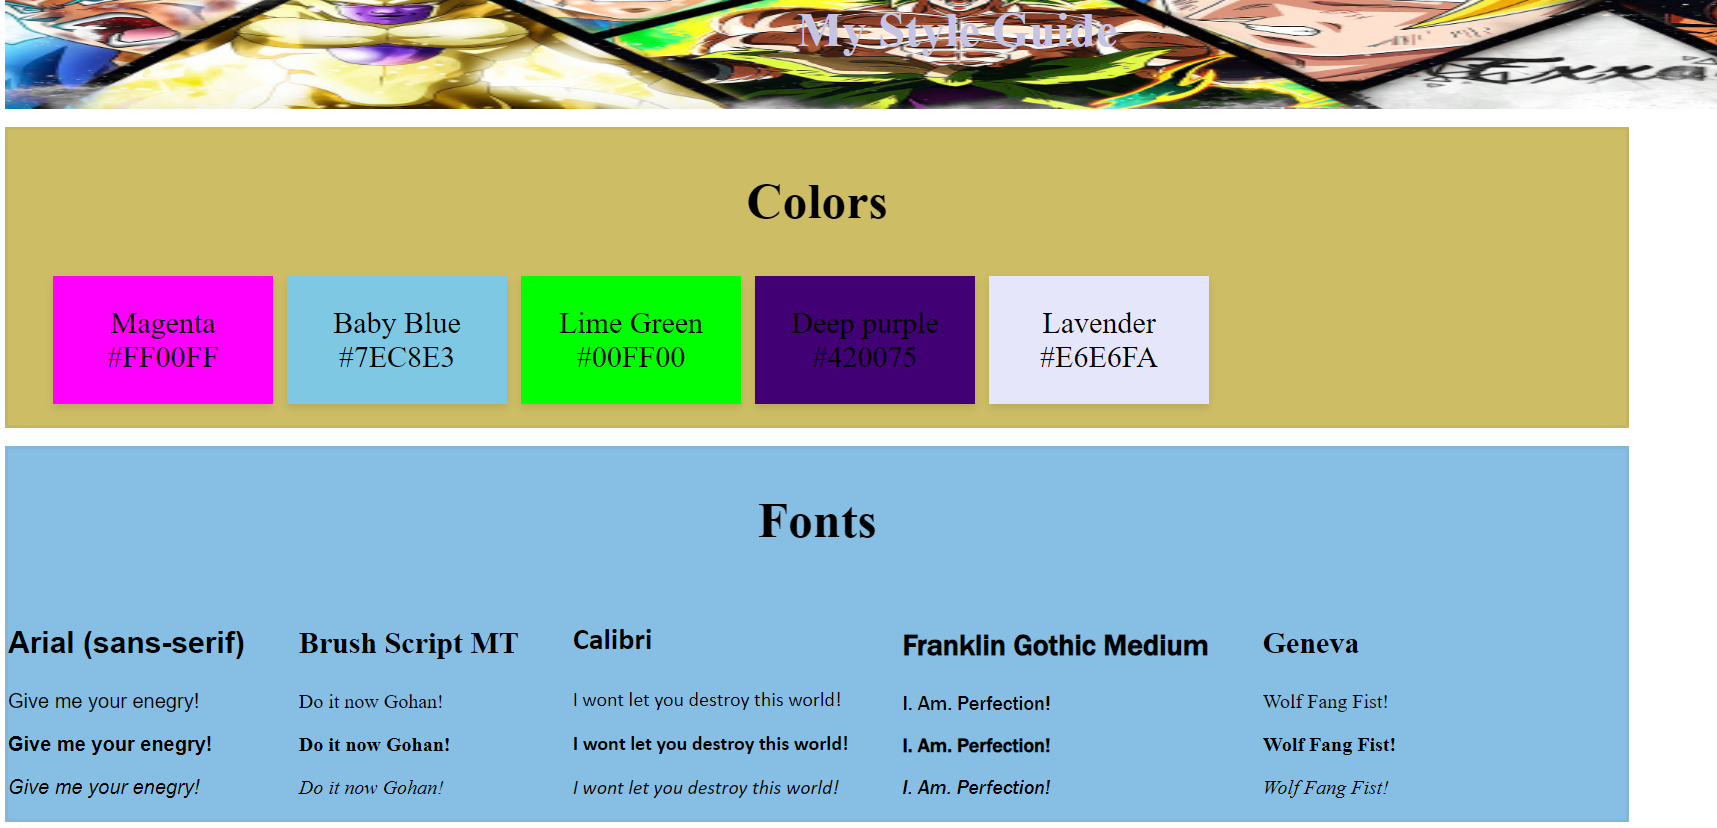 My Style Guide
Exxa
Colors
Magenta
#FF00FF
Baby Blue
#7EC8E3
Lime Green
#00FF00
Deep purple
#420075
Lavender
#E6E6FA
Fonts
Arial (sans-serif)
Give me your enegry!
Give me your enegry!
Give me your enegry!
Brush Script MT
Do it now Gohan!
Do it now Gohan!
Do it now Gohan!
Calibri
I wont let you destroy this world!
I wont let you destroy this world!
I wont let you destroy this world!
Franklin Gothic Medium
I. Am. Perfection!
I. Am. Perfection!
I. Am. Perfection!
Geneva
Wolf Fang Fist!
Wolf Fang Fist!
Wolf Fang Fist!